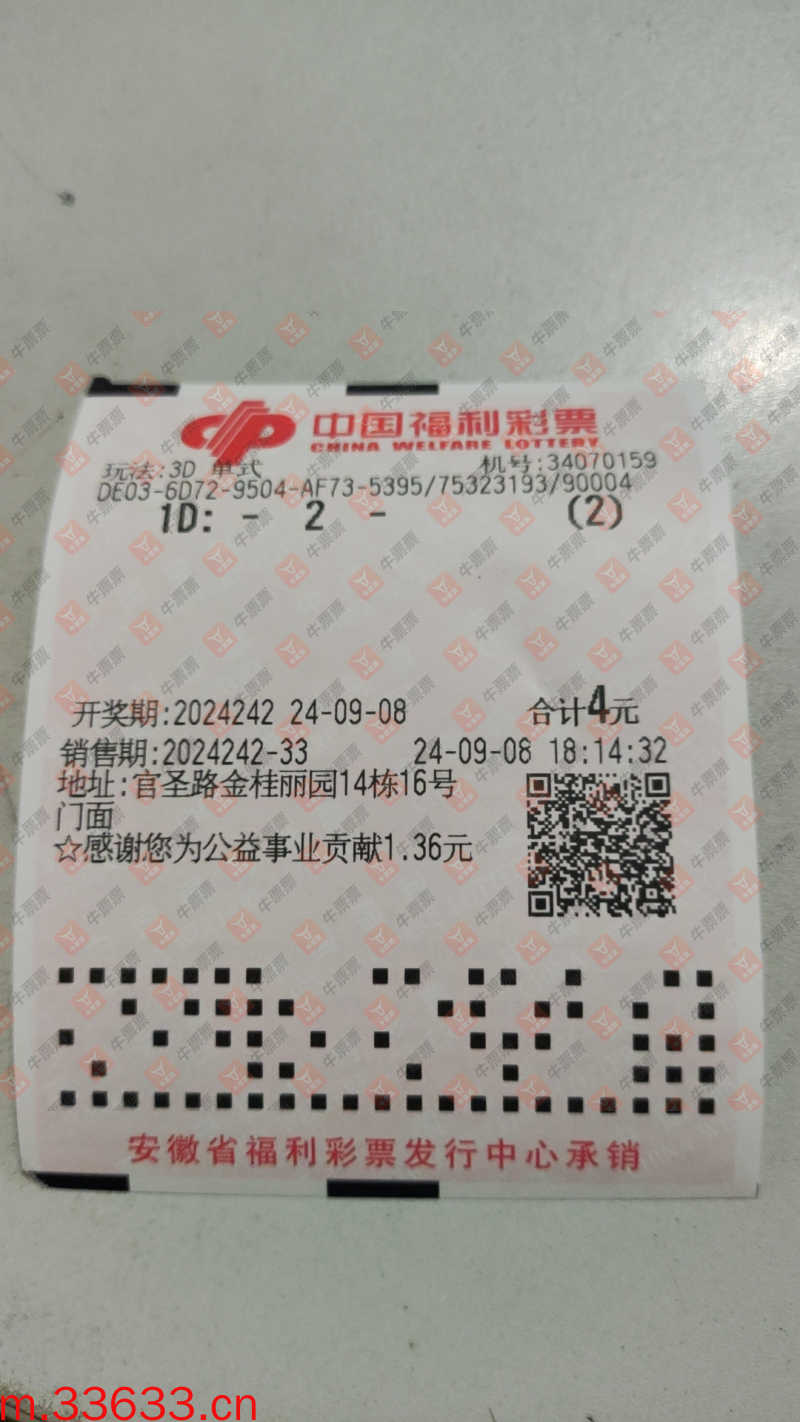 中国福利彩票
CHINA WELFARE LOTTERY
玩法:3D 单式 机号:34070159
DE03-6D72-9504-AF73-5395/75323193/90004
1D: - 2 - (2)
开奖期:2024242 24-09-08 合计4元
销售期:2024242-33 24-09-08 18:14:32
地址:官圣路金桂丽园14栋16号
门面
☆感谢您为公益事业贡献1.36元
安徽省福利彩票发行中心承销
牛票票
m.33633.cn